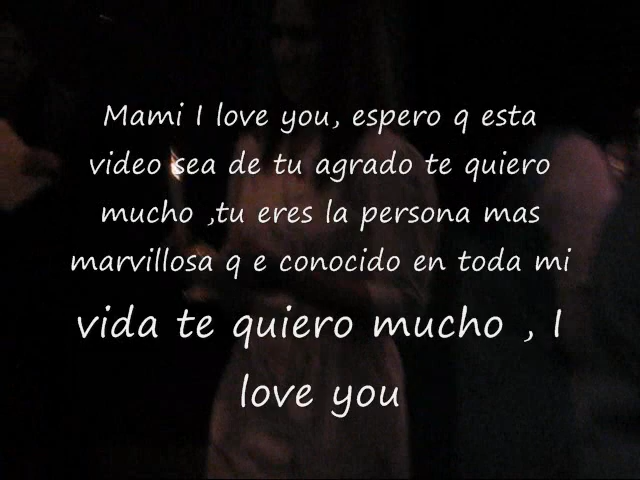 Mami I love you, espero q esta
video sea de tu agrado te quiero
mucho ,tu eres la persona mas
marvillosa q e conocido en toda mi
vida te quiero mucho , I
love you